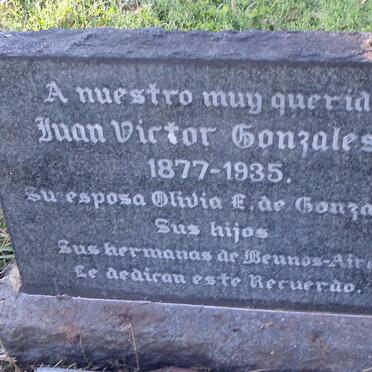 A nuestro muy querid
Juan Victor Gonzales
1877-1935.
Su esposa Olivia E. de Gonza
Sus hijos
Sus hermanas de Beunos-Aire
Le dedican este Recuerdo.